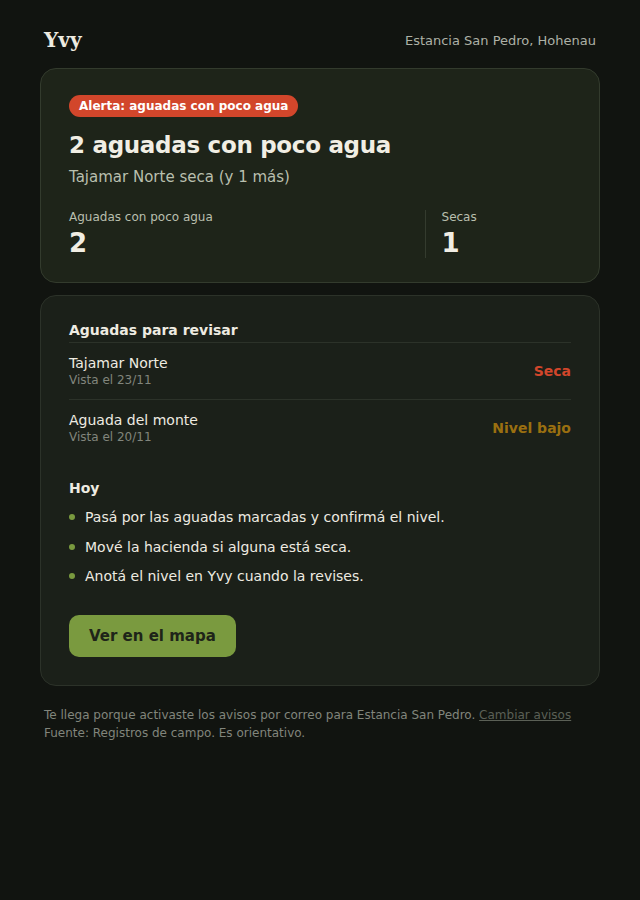 Yvy
Estancia San Pedro, Hohenau
Alerta: aguadas con poco agua
2 aguadas con poco agua
Tajamar Norte seca (y 1 más)
Aguadas con poco agua
2
Secas
1
Aguadas para revisar
Tajamar Norte
Vista el 23/11
Seca
Aguada del monte
Vista el 20/11
Nivel bajo
Hoy
Pasá por las aguadas marcadas y confirmá el nivel.
Mové la hacienda si alguna está seca.
Anotá el nivel en Yvy cuando la revises.
Ver en el mapa
Te llega porque activaste los avisos por correo para Estancia San Pedro. Cambiar avisos
Fuente: Registros de campo. Es orientativo.